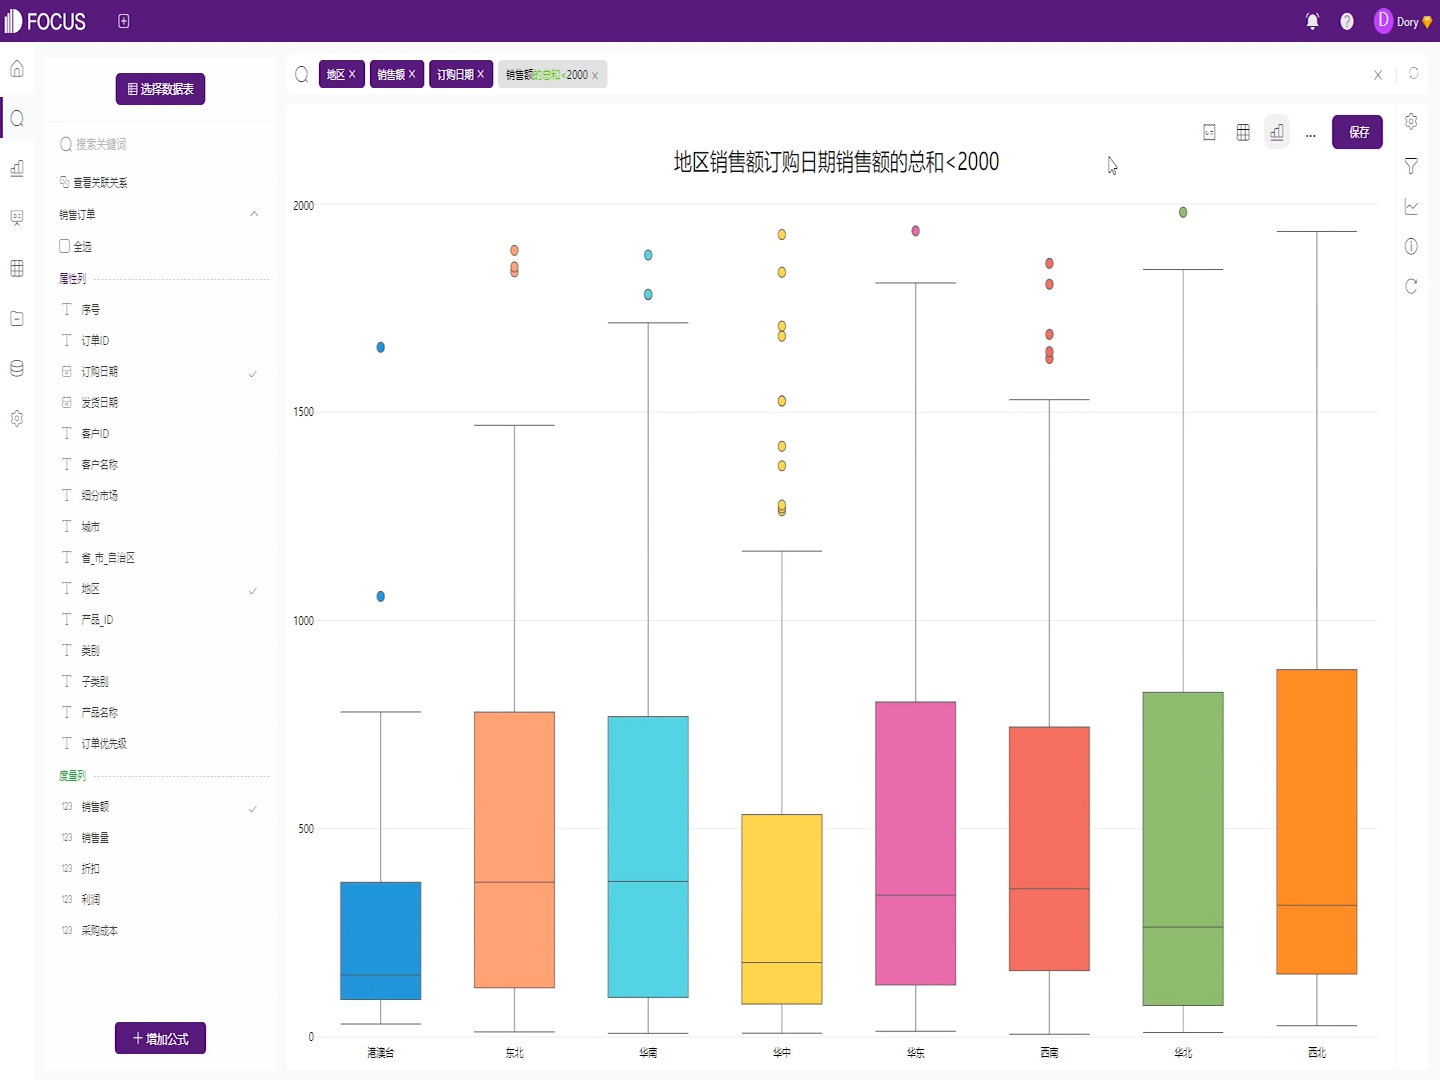 FOCUS
Dory
选择数据表
搜索关键词
查看关联关系
销售订单
全选
属性列
序号
订单ID
订购日期
发货日期
客户ID
客户名称
细分市场
城市
省_市_自治区
地区
产品_ID
类别
子类别
产品名称
订单优先级
度量列
123 销售额
123 销售量
123 折扣
123 利润
123 采购成本
增加公式
地区 销售额 订购日期 销售额的总和<2000
保存
地区销售额订购日期销售额的总和<2000
2000
1500
1000
500
0
港澳台 东北 华南 华中 华东 西南 华北 西北